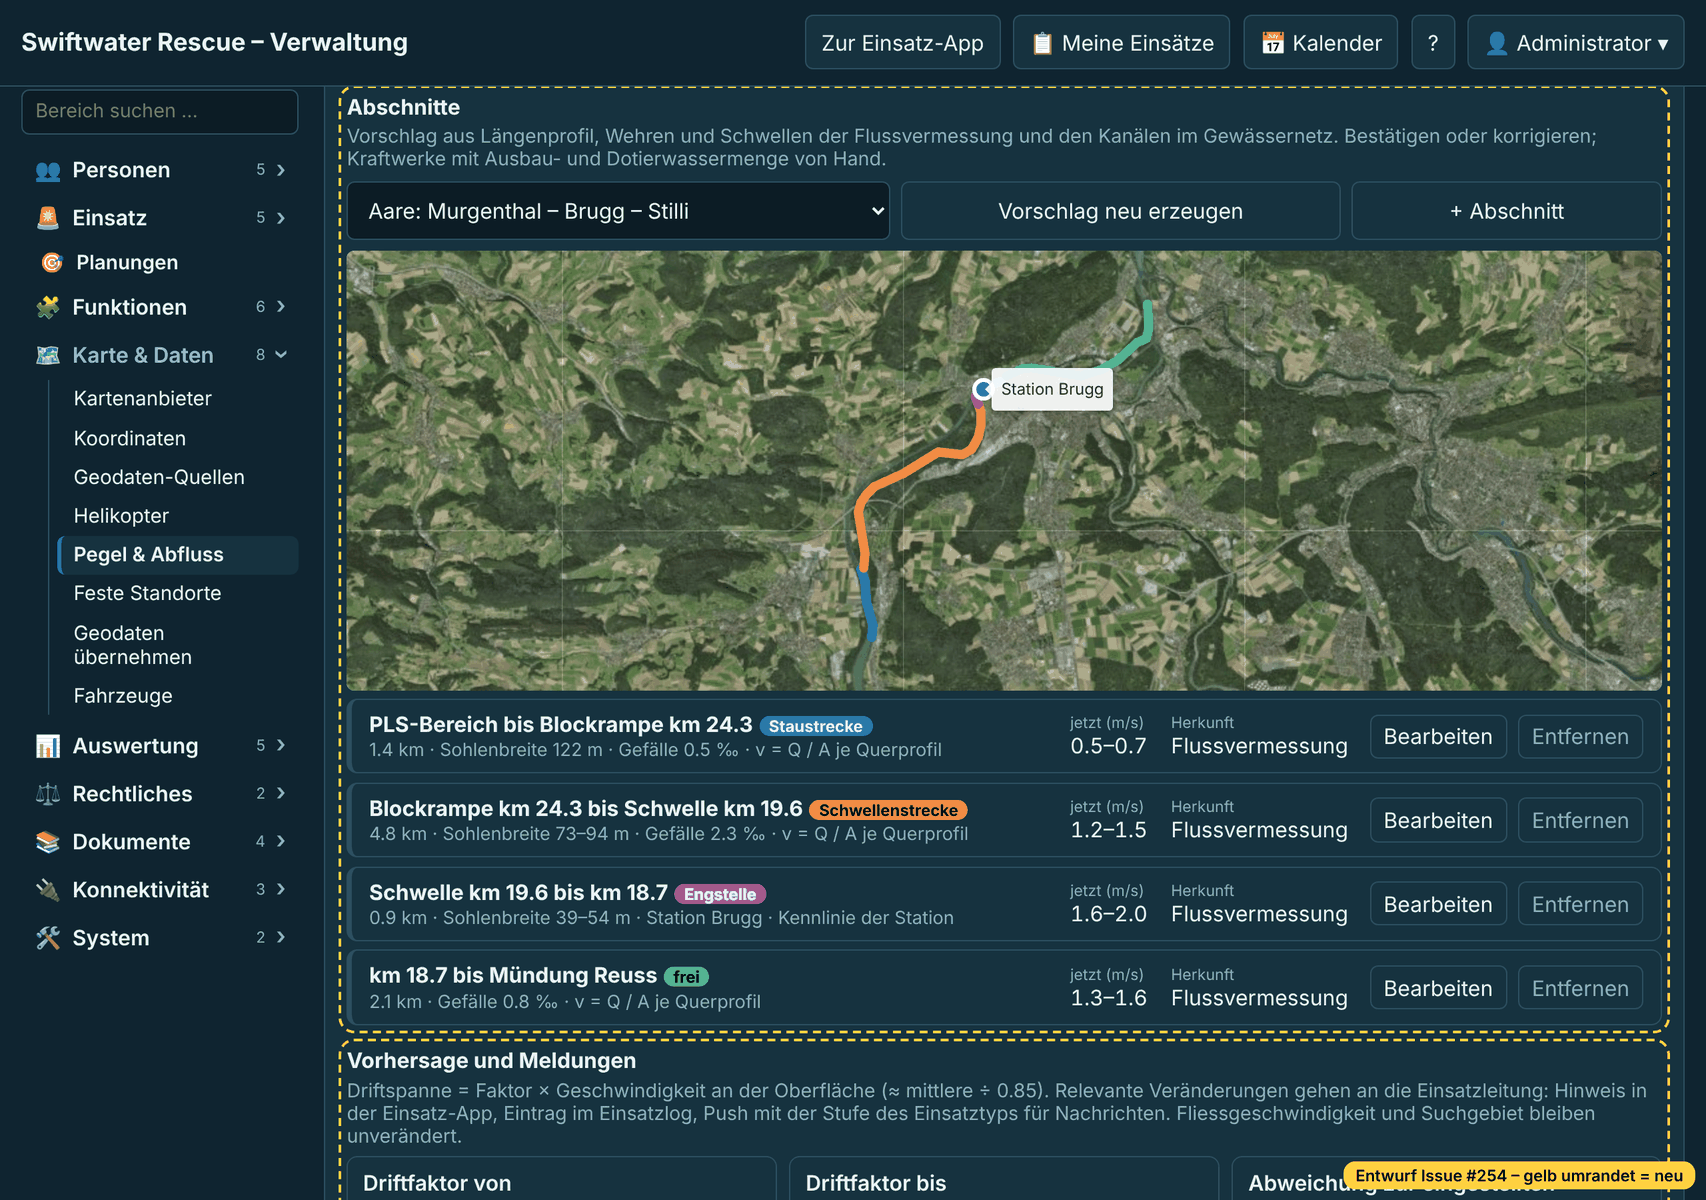 Swiftwater Rescue – Verwaltung
Zur Einsatz-App
Meine Einsätze
Kalender
?
Administrator ▾
Bereich suchen ...
Personen 5
Einsatz 5
Planungen
Funktionen 6
Karte & Daten 8
Kartenanbieter
Koordinaten
Geodaten-Quellen
Helikopter
Pegel & Abfluss
Feste Standorte
Geodaten
übernehmen
Fahrzeuge
Auswertung 5
Rechtliches 2
Dokumente 4
Konnektivität 3
System 2
Abschnitte
Vorschlag aus Längenprofil, Wehren und Schwellen der Flussvermessung und den Kanälen im Gewässernetz. Bestätigen oder korrigieren;
Kraftwerke mit Ausbau- und Dotierwassermenge von Hand.
Aare: Murgenthal – Brugg – Stilli
Vorschlag neu erzeugen
+ Abschnitt
Station Brugg
PLS-Bereich bis Blockrampe km 24.3 Staustrecke
1.4 km · Sohlenbreite 122 m · Gefälle 0.5 ‰ · v = Q / A je Querprofil
jetzt (m/s)
0.5–0.7
Herkunft
Flussvermessung
Bearbeiten
Entfernen
Blockrampe km 24.3 bis Schwelle km 19.6 Schwellenstrecke
4.8 km · Sohlenbreite 73–94 m · Gefälle 2.3 ‰ · v = Q / A je Querprofil
jetzt (m/s)
1.2–1.5
Herkunft
Flussvermessung
Bearbeiten
Entfernen
Schwelle km 19.6 bis km 18.7 Engstelle
0.9 km · Sohlenbreite 39–54 m · Station Brugg · Kennlinie der Station
jetzt (m/s)
1.6–2.0
Herkunft
Flussvermessung
Bearbeiten
Entfernen
km 18.7 bis Mündung Reuss frei
2.1 km · Gefälle 0.8 ‰ · v = Q / A je Querprofil
jetzt (m/s)
1.3–1.6
Herkunft
Flussvermessung
Bearbeiten
Entfernen
Vorhersage und Meldungen
Driftspanne = Faktor × Geschwindigkeit an der Oberfläche (≈ mittlere ÷ 0.85). Relevante Veränderungen gehen an die Einsatzleitung: Hinweis in
der Einsatz-App, Eintrag im Einsatzlog, Push mit der Stufe des Einsatztyps für Nachrichten. Fliessgeschwindigkeit und Suchgebiet bleiben
unverändert.
Driftfaktor von
Driftfaktor bis
Abweichung
Entwurf Issue #254 – gelb umrandet = neu